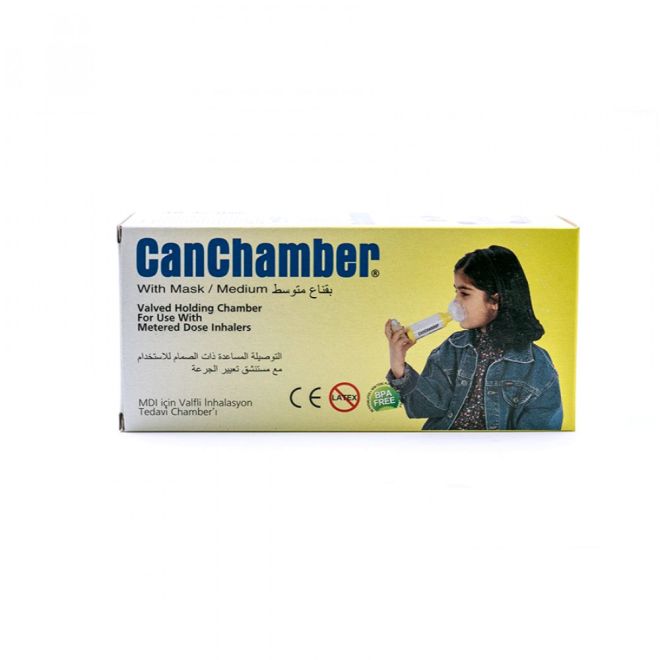 CanChamber®
With Mask / Medium بقناع متوسط
Valved Holding Chamber
For Use With
Metered Dose Inhalers
التوصيلة المساعدة ذات الصمام للاستخدام
مع مستنشق تعيير الجرعة
MDI için Valfli İnhalasyon
Tedavi Chamber'ı
CE
LATEX
BPA
FREE
CANCHAMBER